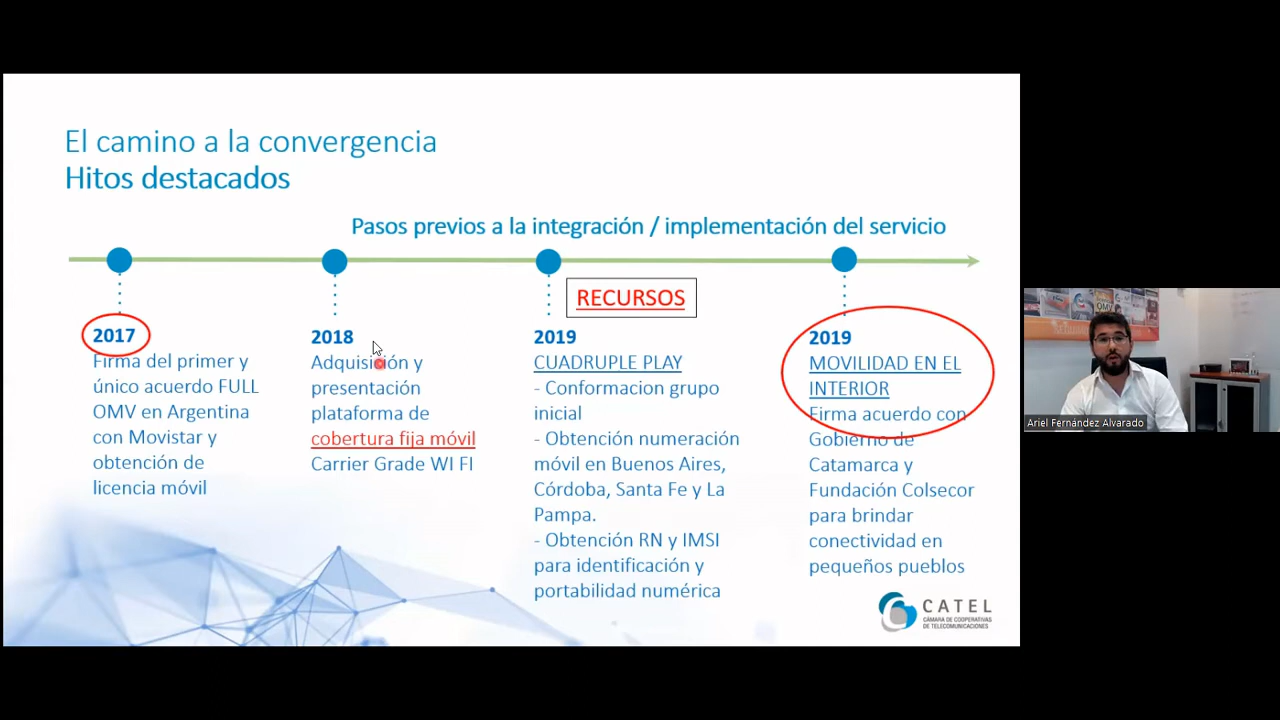 El camino a la convergencia
Hitos destacados
Pasos previos a la integración / implementación del servicio
RECURSOS
2017
Firma del primer y
único acuerdo FULL
OMV en Argentina
con Movistar y
obtención de
licencia móvil
2018
Adquisición y
presentación
plataforma de
cobertura fija móvil
Carrier Grade WI FI
2019
CUADRUPLE PLAY
- Conformacion grupo
inicial
- Obtención numeración
móvil en Buenos Aires,
Córdoba, Santa Fe y La
Pampa.
- Obtención RN y IMSI
para identificación y
portabilidad numérica
2019
MOVILIDAD EN EL
INTERIOR
Firma acuerdo con
Gobierno de
Catamarca y
Fundación Colsecor
para brindar
conectividad en
pequeños pueblos
CATEL
CÁMARA DE COOPERATIVAS
DE TELECOMUNICACIONES
Ariel Fernández Alvarado